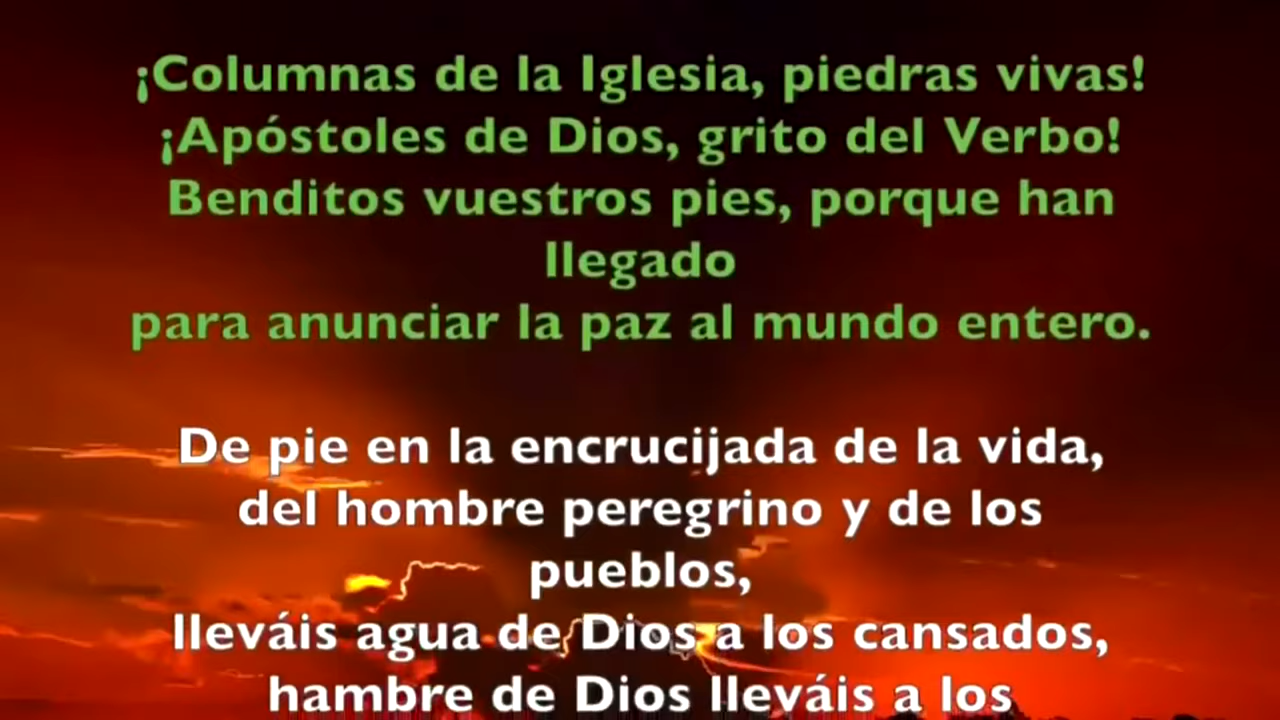 ¡Columnas de la Iglesia, piedras vivas!
¡Apóstoles de Dios, grito del Verbo!
Benditos vuestros pies, porque han
llegado
para anunciar la paz al mundo entero.
De pie en la encrucijada de la vida,
del hombre peregrino y de los
pueblos,
lleváis agua de Dios a los cansados,
hambre de Dios lleváis a los